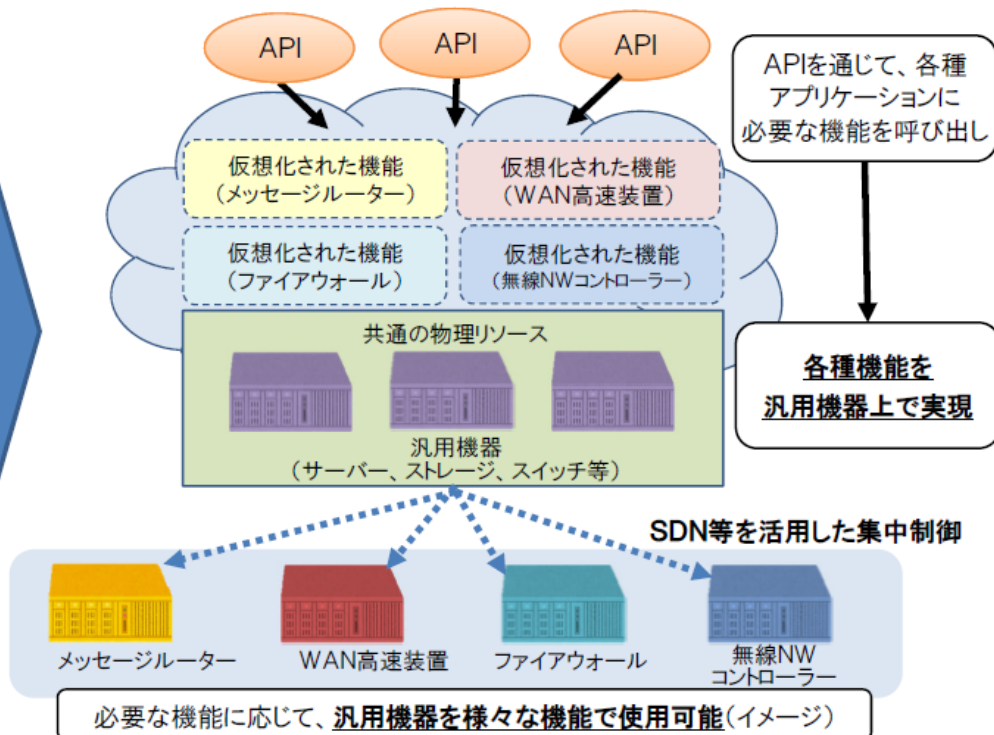 API
API
API
APIを通じて、各種
アプリケーションに
必要な機能を呼び出し
仮想化された機能
（メッセージルーター）
仮想化された機能
（WAN高速装置）
仮想化された機能
（ファイアウォール）
仮想化された機能
（無線NWコントローラー）
共通の物理リソース
汎用機器
（サーバー、ストレージ、スイッチ等）
各種機能を
汎用機器上で実現
SDN等を活用した集中制御
メッセージルーター
WAN高速装置
ファイアウォール
無線NW
コントローラー
必要な機能に応じて、汎用機器を様々な機能で使用可能（イメージ）